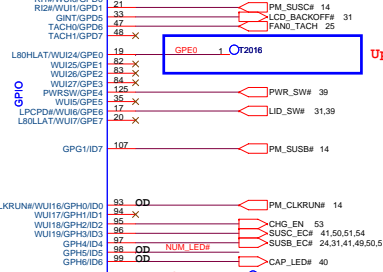 RI2#/WUI1/GPD1 21 PM_SUSC# 14
GINT/GPD5 33 LCD_BACKOFF# 31
TACH0/GPD6 47 FAN0_TACH 25
TACH1/GPD7 48
L80HLAT/WUI24/GPE0 19 GPE0 1 T2016
WUI25/GPE1 82
WUI26/GPE2 83
WUI27/GPE3 84
PWRSW/GPE4 125 PWR_SW# 39
WUI5/GPE5 35
LPCPD#/WUI6/GPE6 17 LID_SW# 31,39
L80LLAT/WUI7/GPE7 20
GPIO
GPG1/ID7 107 PM_SUSB# 14
LKRUN#/WUI16/GPH0/ID0 93 OD PM_CLKRUN# 14
WUI17/GPH1/ID1 94
WUI18/GPH2/ID2 95 CHG_EN 53
WUI19/GPH3/ID3 96 SUSC_EC# 41,50,51,54
GPH4/ID4 97 SUSB_EC# 24,31,41,49,50,5
GPH5/ID5 98 OD NUM_LED#
GPH6/ID6 99 OD CAP_LED# 40